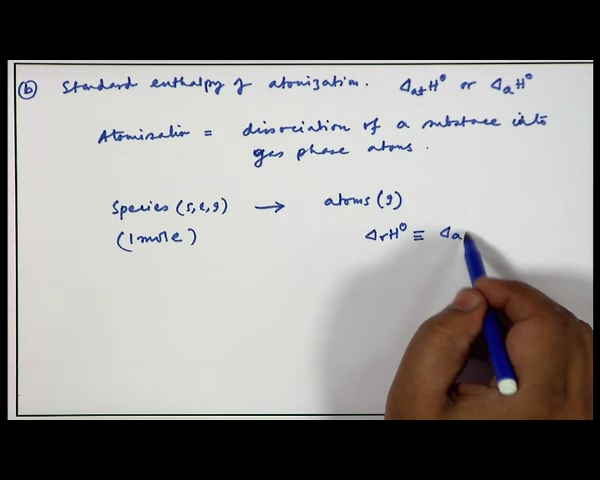 (b) Standard enthalpy of atomization. ΔatH° or ΔaH°
Atomisation = dissociation of a substance into
gas phase atoms.
Species (s,l,g) → atoms (g)
(1 mole) ΔrH° ≡ Δa